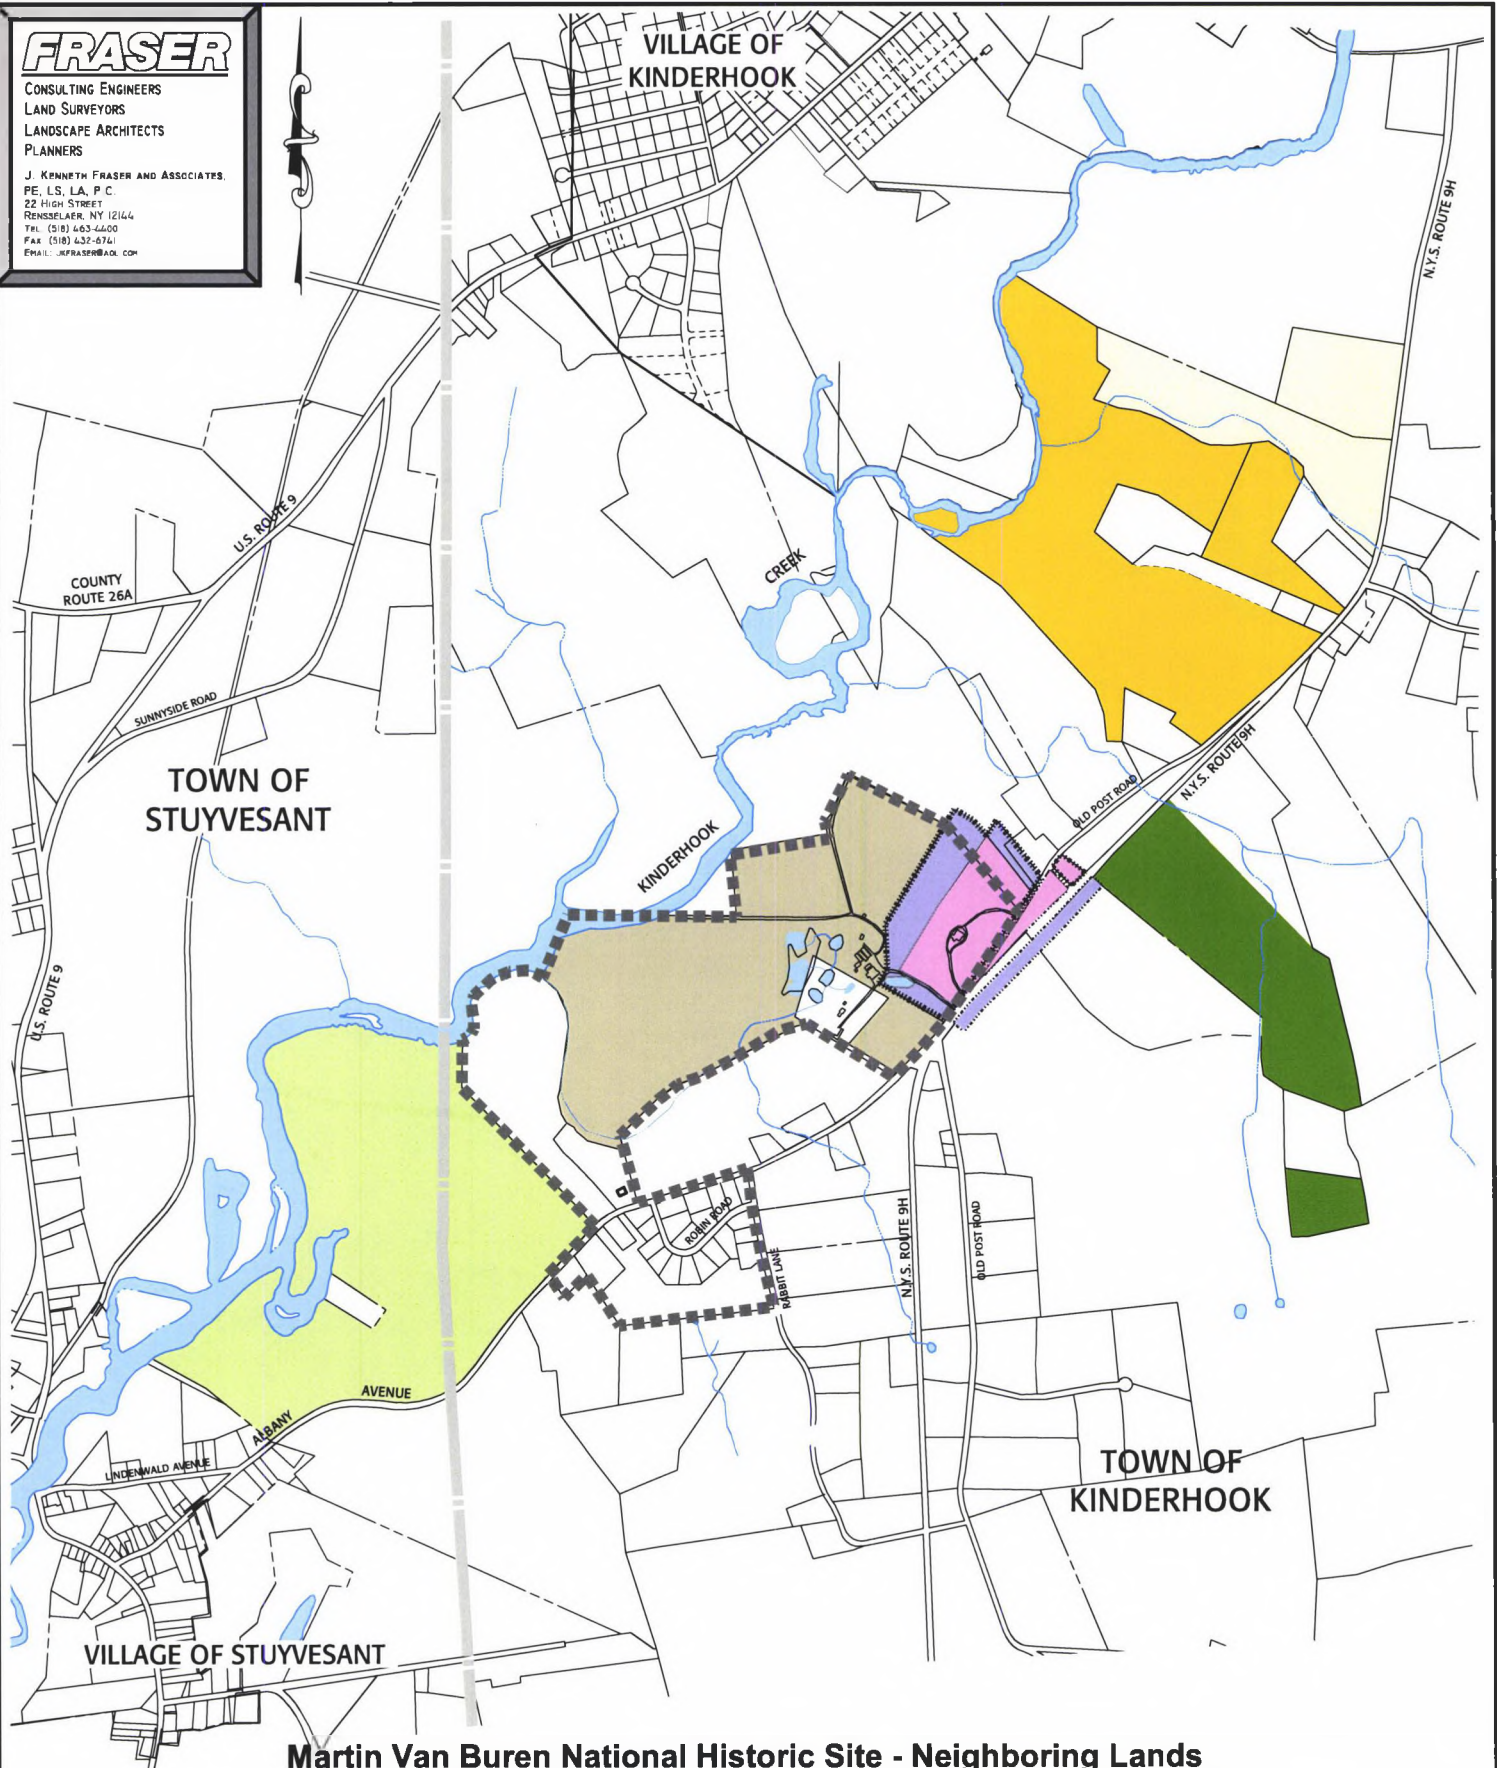 FRASER
CONSULTING ENGINEERS
LAND SURVEYORS
LANDSCAPE ARCHITECTS
PLANNERS
J. KENNETH FRASER AND ASSOCIATES,
PE, LS, LA, P.C.
22 HIGH STREET
RENSSELAER, NY 12144
TEL. (518) 463-4400
FAX (518) 432-6741
EMAIL: JKFRASER@AOL.COM
VILLAGE OF
KINDERHOOK
N.Y.S. ROUTE 9H
U.S. ROUTE 9
COUNTY
ROUTE 26A
CREEK
SUNNYSIDE ROAD
TOWN OF
STUYVESANT
N.Y.S. ROUTE 9H
OLD POST ROAD
KINDERHOOK
U.S. ROUTE 9
ROBIN ROAD
RABBIT LANE
N.Y.S. ROUTE 9H
OLD POST ROAD
AVENUE
ALBANY
LINDENWALD AVENUE
TOWN OF
KINDERHOOK
VILLAGE OF STUYVESANT
Martin Van Buren National Historic Site - Neighboring Lands